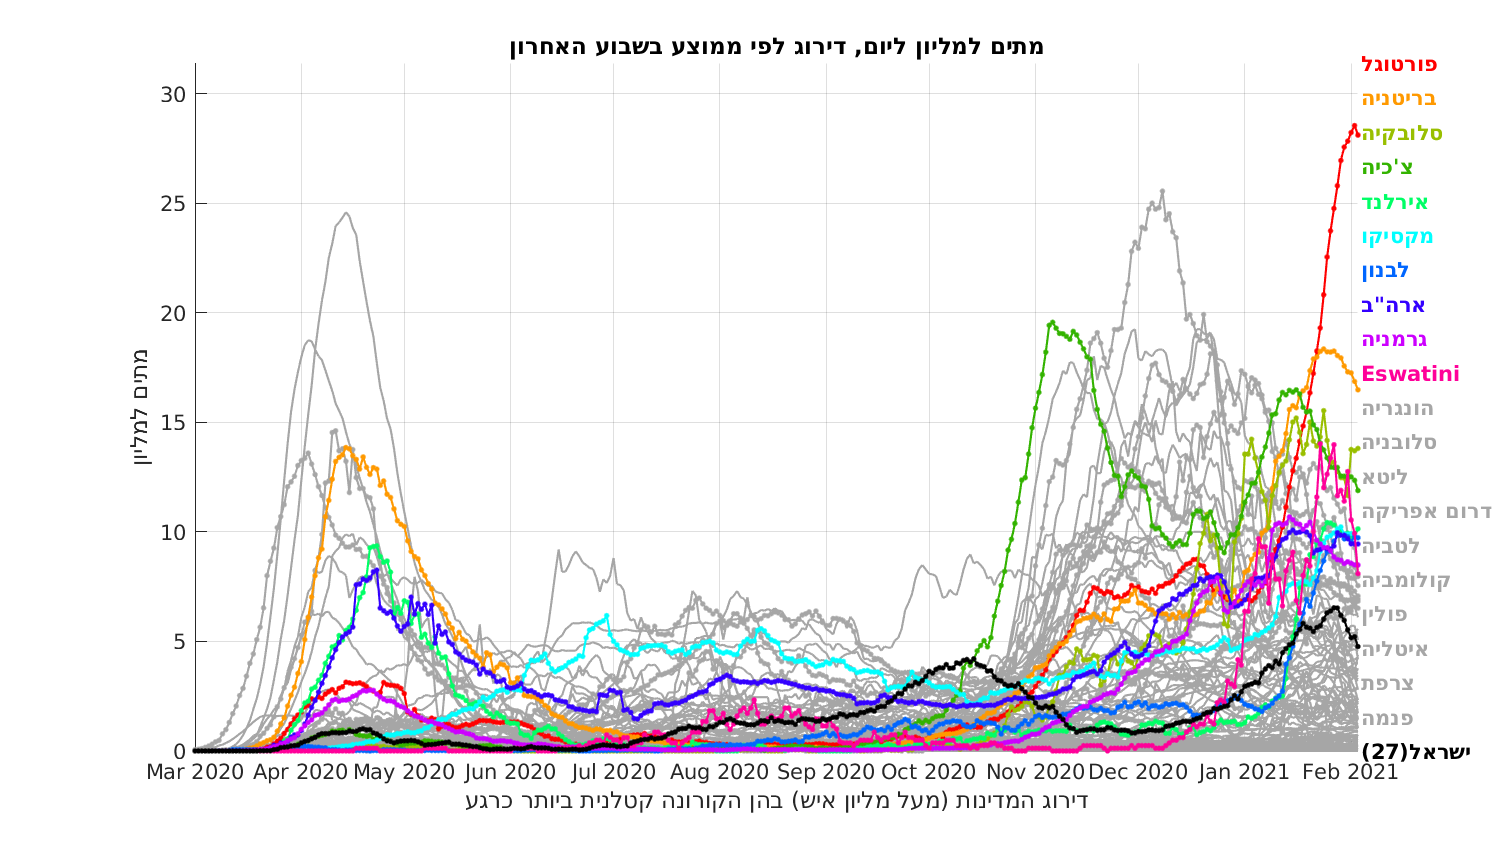 מתים למליון ליום, דירוג לפי ממוצע בשבוע האחרון
30
25
20
15
10
5
0
מתים למליון
Mar 2020 Apr 2020 May 2020 Jun 2020 Jul 2020 Aug 2020 Sep 2020 Oct 2020 Nov 2020 Dec 2020 Jan 2021 Feb 2021
דירוג המדינות (מעל מליון איש) בהן הקורונה קטלנית ביותר כרגע
פורטוגל
בריטניה
סלובקיה
צ'כיה
אירלנד
מקסיקו
לבנון
ארה"ב
גרמניה
Eswatini
הונגריה
סלובניה
ליטא
דרום אפריקה
לטביה
קולומביה
פולין
איטליה
צרפת
פנמה
ישראל(27)